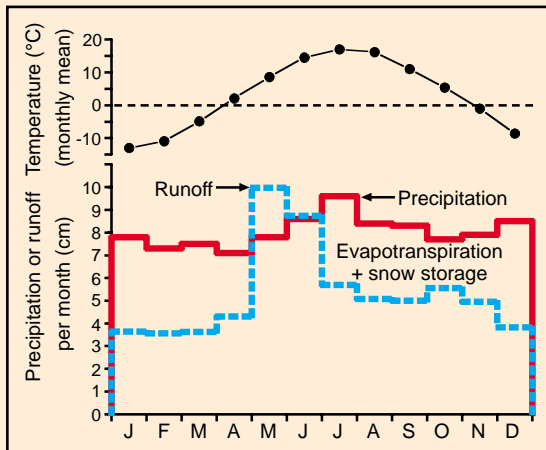 Temperature (°C)
(monthly mean)
20
10
0
-10
Precipitation or runoff
per month (cm)
10
9
8
7
6
5
4
3
2
1
0
Runoff
Precipitation
Evapotranspiration
+ snow storage
J F M A M J J A S O N D